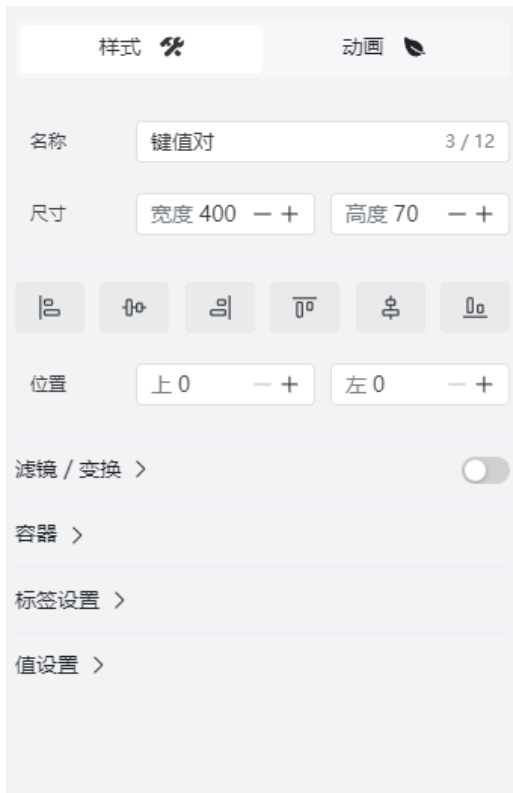 样式 动画
名称 键值对 3 / 12
尺寸 宽度 400 高度 70
位置 上 0 左 0
滤镜 / 变换
容器
标签设置
值设置